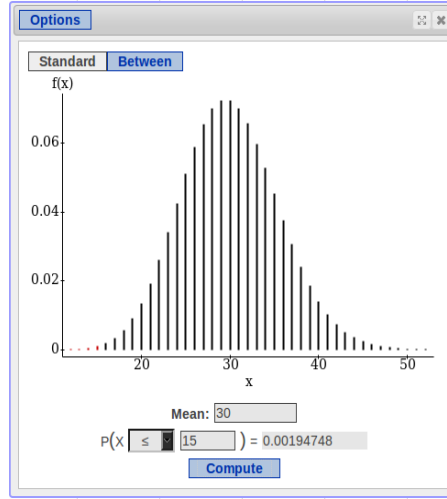 Options
Standard Between
f(x)
0.06
0.04
0.02
0
20 30 40 50
x
Mean: 30
P(X ≤ 15 ) = 0.00194748
Compute